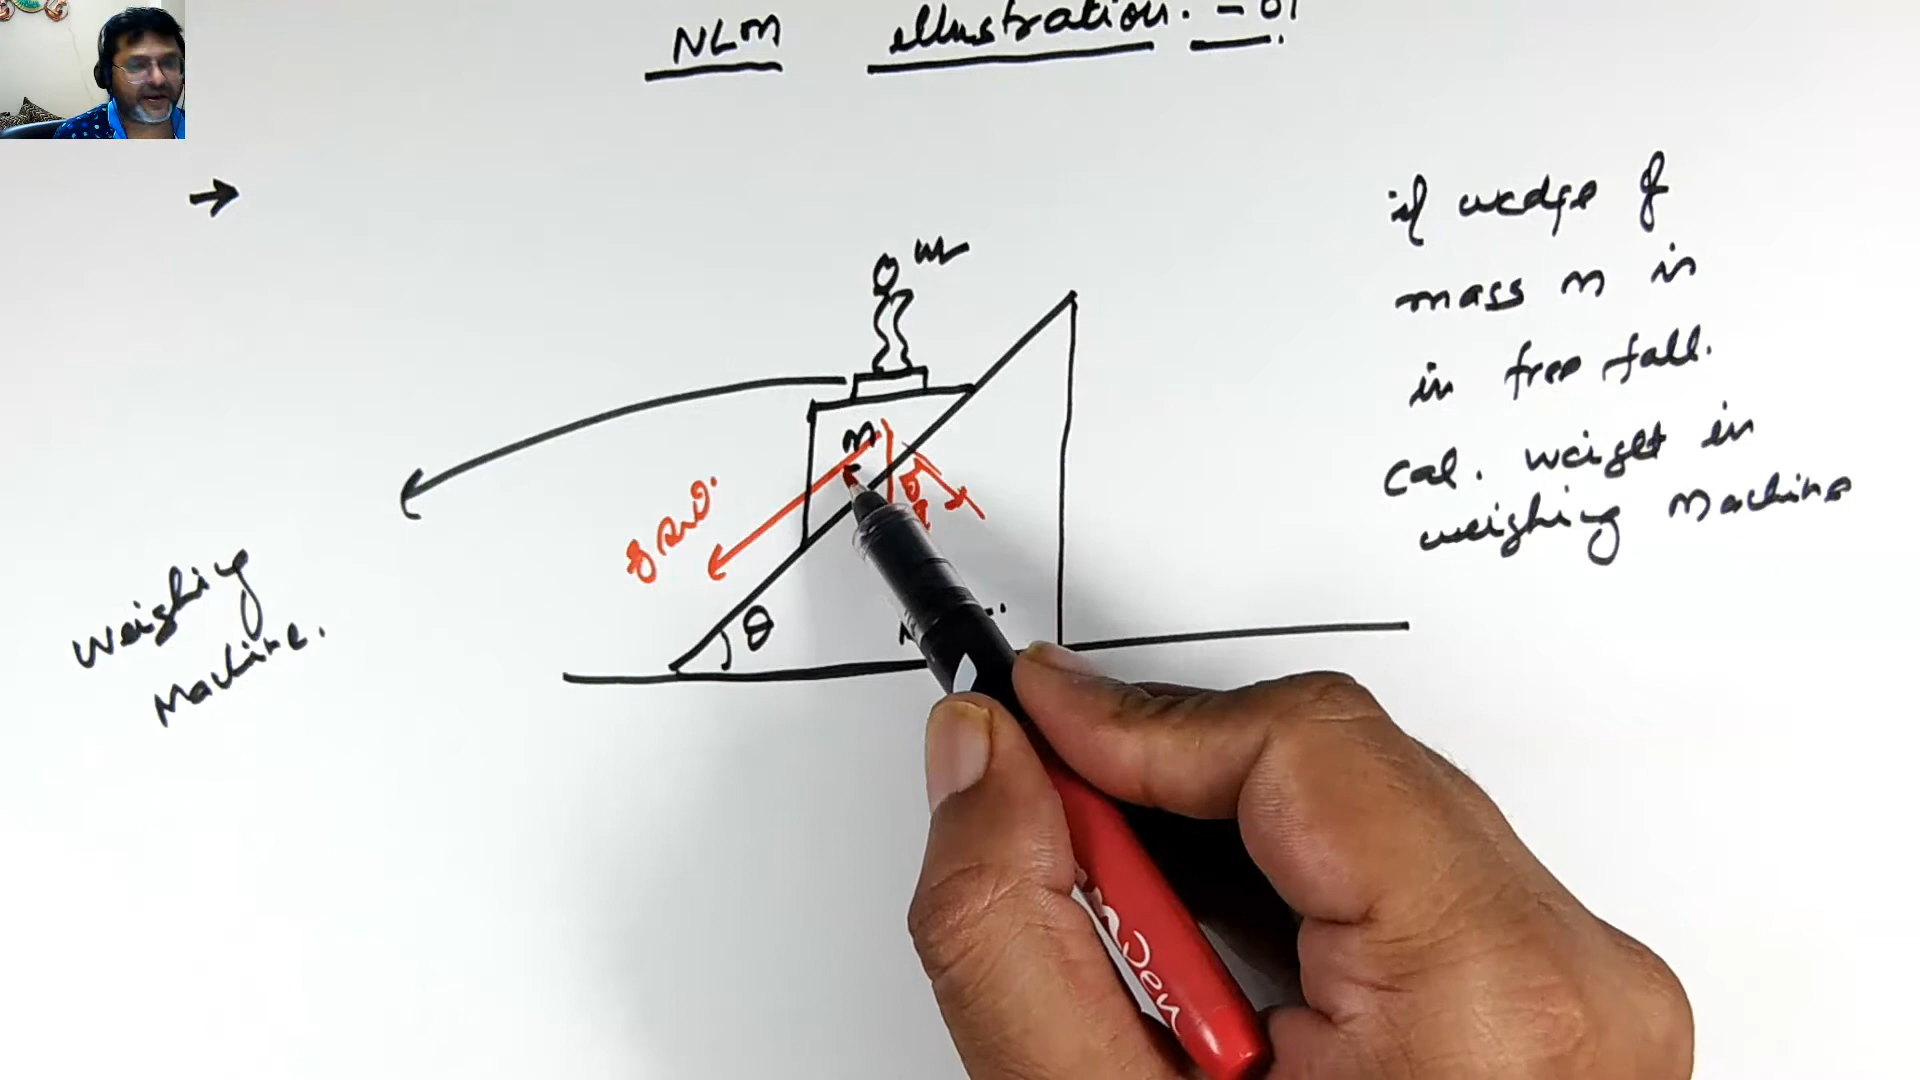 NLM illustration. - 01
if wedge of
mass m is
in free fall.
Cal. weight in
weighing Machine
m
g sinθ.
θ
Weighing
Machine.